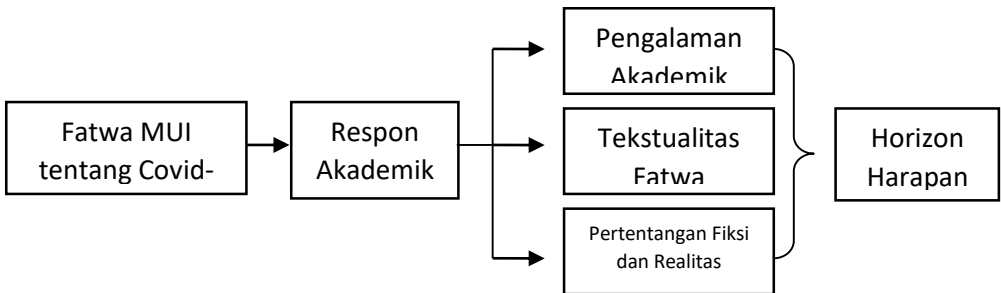 Fatwa MUI
tentang Covid-
Respon
Akademik
Pengalaman
Akademik
Tekstualitas
Fatwa
Pertentangan Fiksi
dan Realitas
Horizon
Harapan